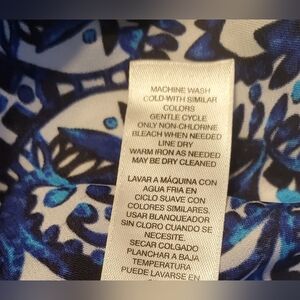 MACHINE WASH
COLD-WITH SIMILAR
COLORS
GENTLE CYCLE
ONLY NON-CHLORINE
BLEACH WHEN NEEDED
LINE DRY
WARM IRON AS NEEDED
MAY BE DRY CLEANED
LAVAR A MÁQUINA CON
AGUA FRIA EN
CICLO SUAVE CON
COLORES SIMILARES.
USAR BLANQUEADOR
SIN CLORO CUANDO SE
NECESITE.
SECAR COLGADO
PLANCHAR A BAJA
TEMPERATURA
PUEDE LAVARSE EN